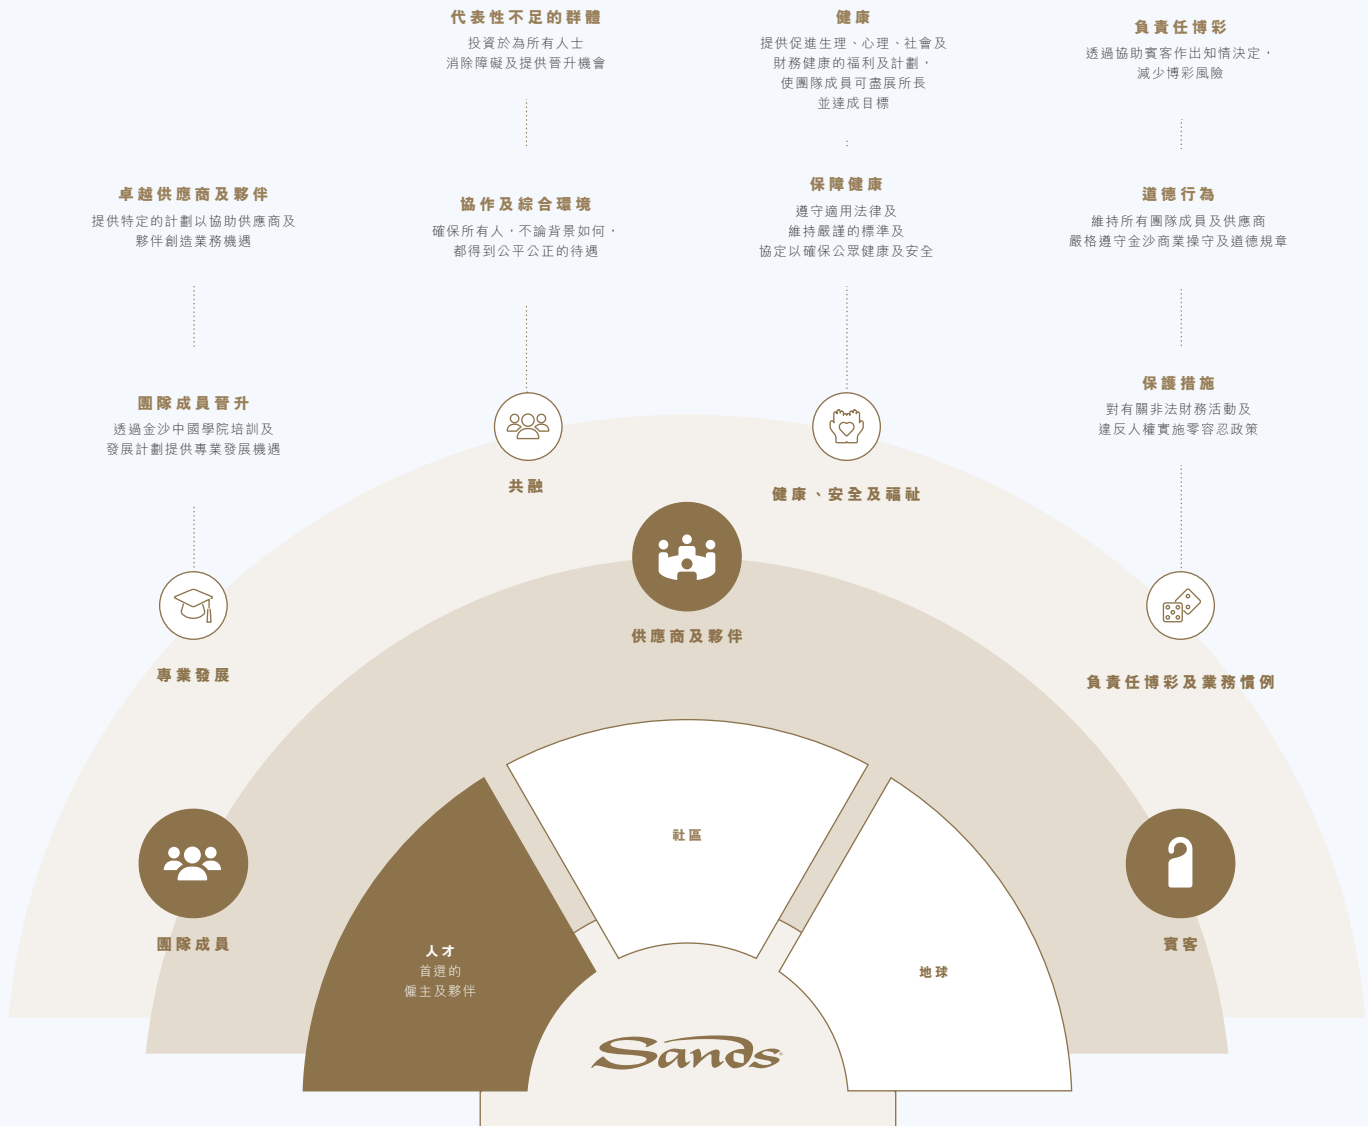 代表性不足的群體
投資於為所有人士
消除障礙及提供晉升機會
健康
提供促進生理、心理、社會及
財務健康的福利及計劃，
使團隊成員可盡展所長
並達成目標
負責任博彩
透過協助賓客作出知情決定，
減少博彩風險
卓越供應商及夥伴
提供特定的計劃以協助供應商及
夥伴創造業務機遇
協作及綜合環境
確保所有人，不論背景如何，
都得到公平公正的待遇
保障健康
遵守適用法律及
維持嚴謹的標準及
協定以確保公眾健康及安全
道德行為
維持所有團隊成員及供應商
嚴格遵守金沙商業操守及道德規章
團隊成員晉升
透過金沙中國學院培訓及
發展計劃提供專業發展機遇
保護措施
對有關非法財務活動及
違反人權實施零容忍政策
共融
健康、安全及福祉
供應商及夥伴
專業發展
負責任博彩及業務慣例
社區
團隊成員
人才
首選的
僱主及夥伴
地球
賓客
Sands